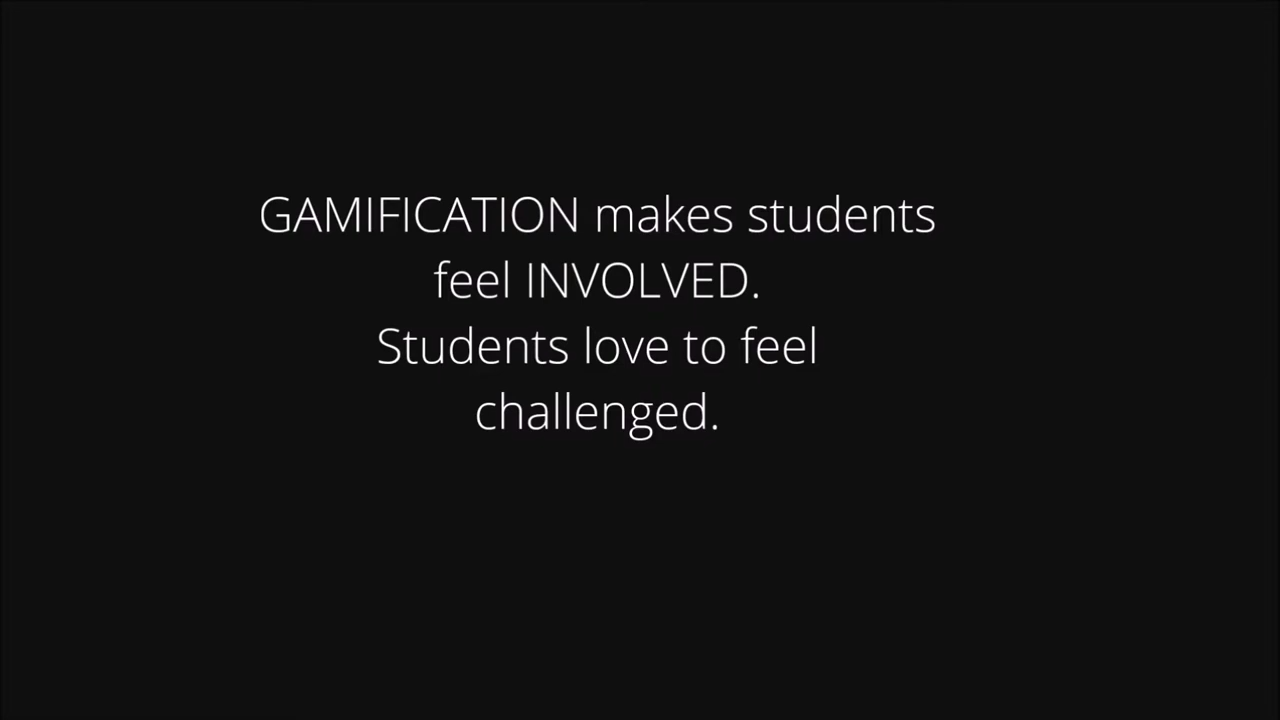 GAMIFICATION makes students
feel INVOLVED.
Students love to feel
challenged.